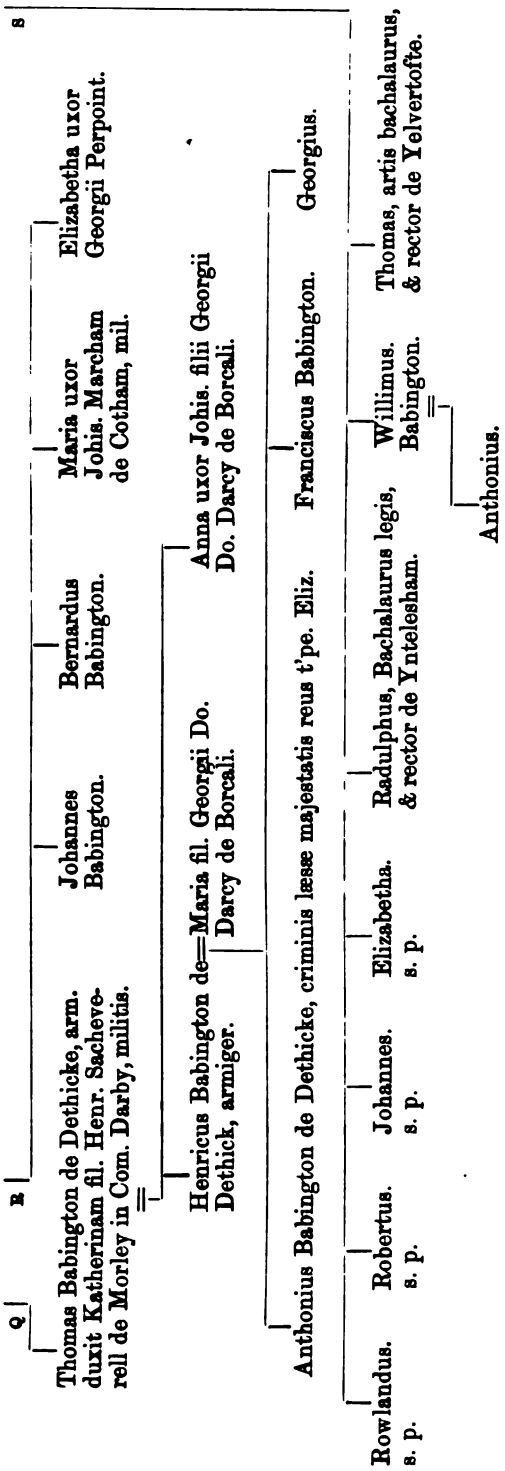 Q
R
S
Thomas Babington de Dethicke, arm.
duxit Katherinam fil. Henr. Sacheve-
rell de Morley in Com. Darby, militis.
Johannes
Babington.
Bernardus
Babington.
Maria uxor
Johis. Marcham
de Cotham, mil.
Elizabetha uxor
Georgii Perpoint.
Henricus Babington de=Maria fil. Georgii Do.
Dethick, armiger. Darcy de Borcali.
Anna uxor Johis. filii Georgii
Do. Darcy de Borcali.
Anthonius Babington de Dethicke, criminis læsæ majestatis reus t'pe. Eliz.
Franciscus Babington.
Georgius.
Rowlandus.
s. p.
Robertus.
s. p.
Johannes.
s. p.
Elizabetha.
s. p.
Radulphus, Bachalaurus legis,
& rector de Yntelesham.
Willimus.
Babington.
Thomas, artis bachalaurus,
& rector de Yelvertofte.
Anthonius.